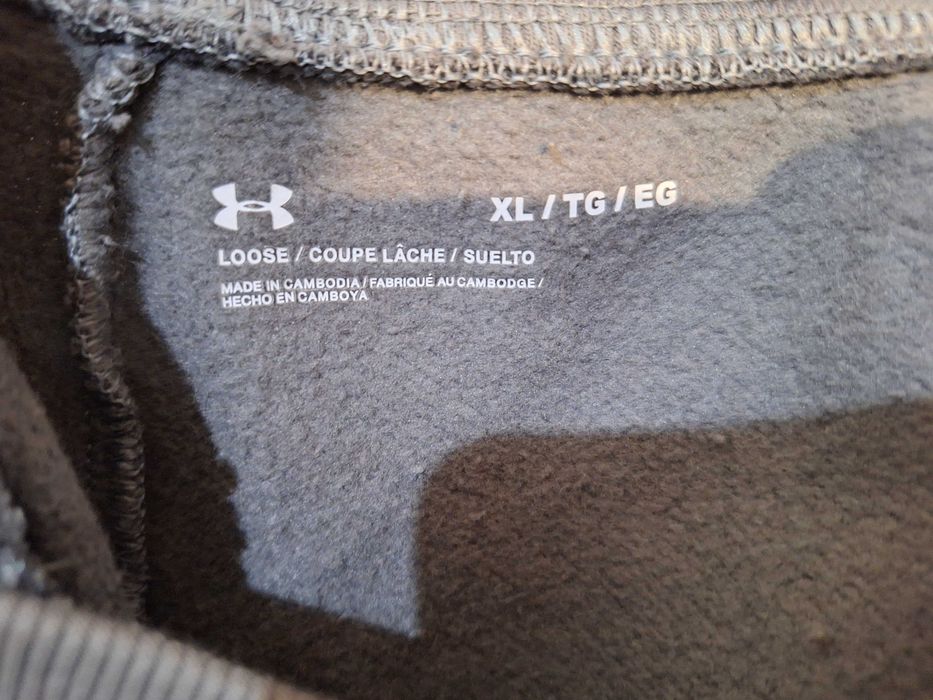 XL / TG / EG
LOOSE / COUPE LÂCHE / SUELTO
MADE IN CAMBODIA / FABRIQUÉ AU CAMBODGE /
HECHO EN CAMBOYA